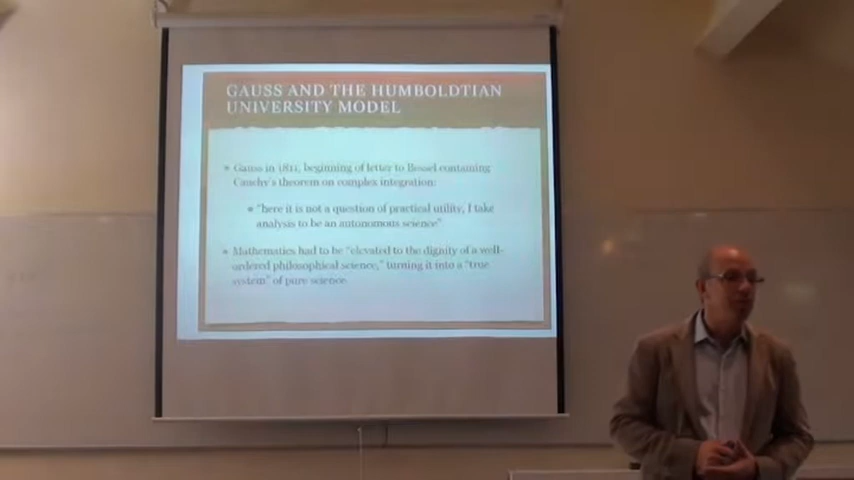 GAUSS AND THE HUMBOLDTIAN
UNIVERSITY MODEL
Gauss in 1811, beginning of letter to Bessel containing
Cauchy's theorem on complex integration:
"here it is not a question of practical utility, I take
analysis to be an autonomous science"
Mathematics had to be "elevated to the dignity of a well-
ordered philosophical science," turning it into a "true
system" of pure science.